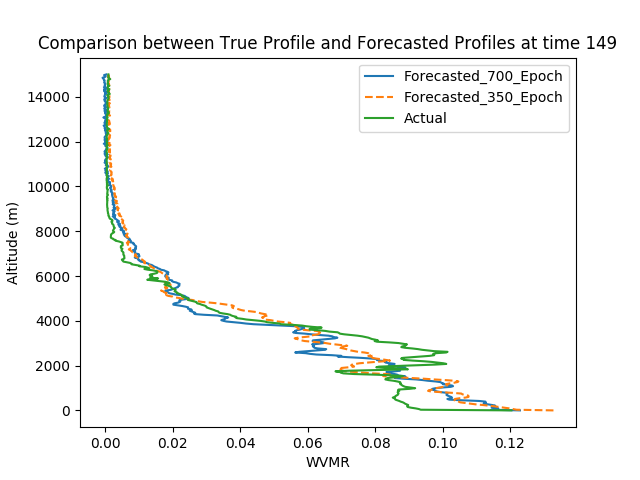 Comparison between True Profile and Forecasted Profiles at time 149
Forecasted_700_Epoch
Forecasted_350_Epoch
Actual
Altitude (m)
14000
12000
10000
8000
6000
4000
2000
0
0.00 0.02 0.04 0.06 0.08 0.10 0.12
WVMR